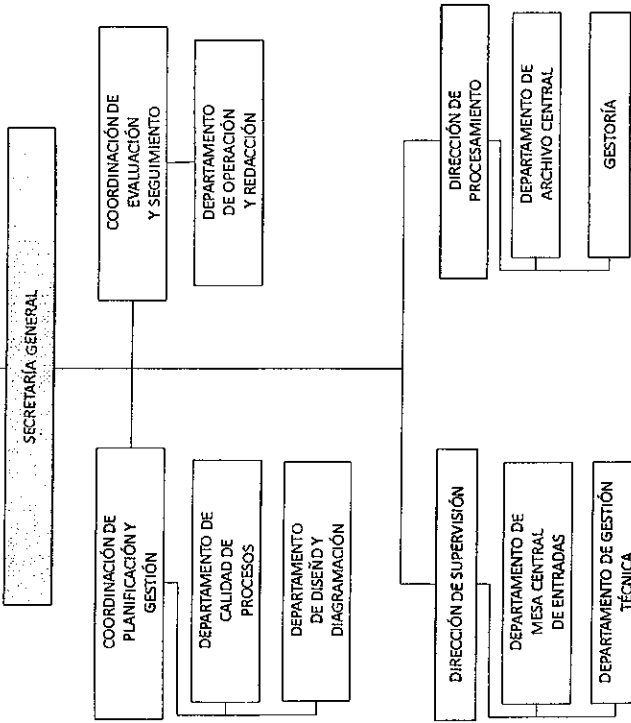 SECRETARÍA GENERAL
COORDINACIÓN DE
PLANIFICACIÓN Y
GESTIÓN
COORDINACIÓN DE
EVALUACIÓN
Y SEGUIMIENTO
DEPARTAMENTO DE
CALIDAD DE
PROCESOS
DEPARTAMENTO
DE OPERACIÓN
Y REDACCIÓN
DEPARTAMENTO
DE DISEÑO Y
DIAGRAMACIÓN
DIRECCIÓN DE SUPERVISIÓN
DIRECCIÓN DE
PROCESAMIENTO
DEPARTAMENTO DE
MESA CENTRAL
DE ENTRADAS
DEPARTAMENTO DE
ARCHIVO CENTRAL
DEPARTAMENTO DE GESTIÓN
TÉCNICA
GESTORÍA